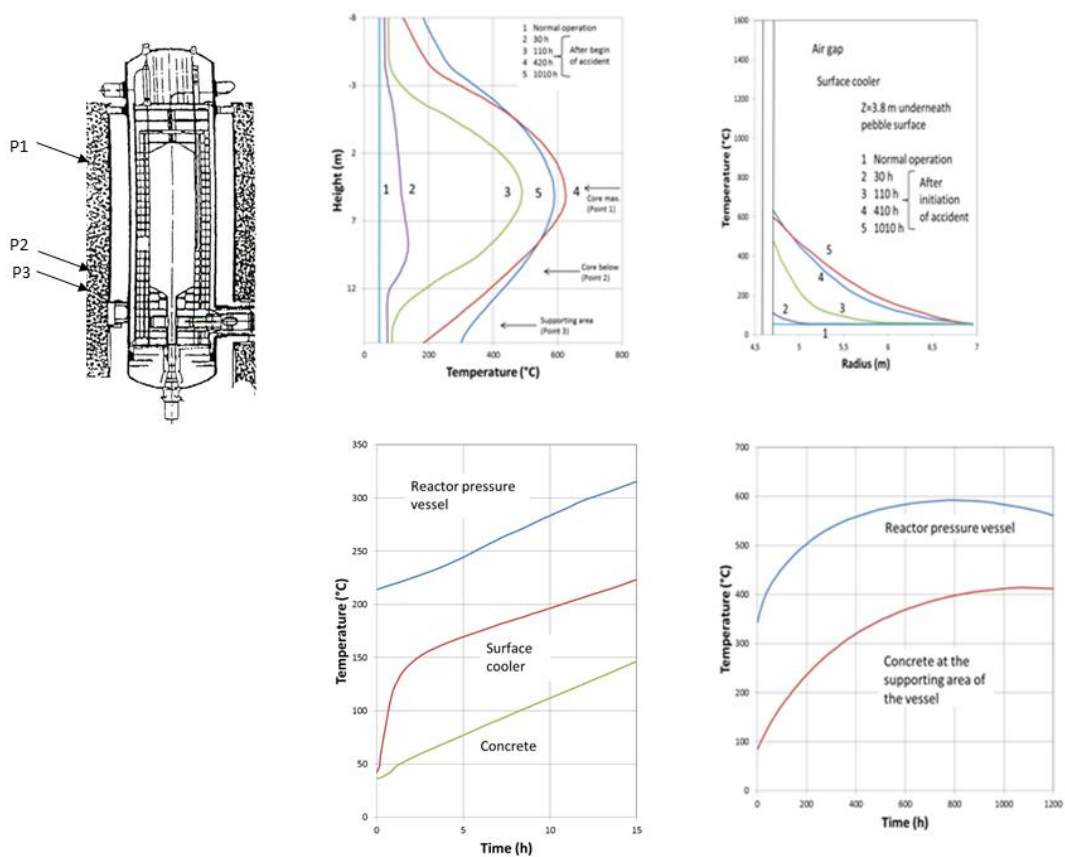 P1
P2
P3
-8
-3
2
7
12
Height (m)
0 200 400 600 800
Temperature (°C)
1 Normal operation
2 30 h
3 110 h
4 420 h
5 1010 h
After begin
of accident
1 2 3 5 4
Core max.
(Point 1)
Core below
(Point 2)
Supporting area
(Point 3)
1600
1400
1200
1000
800
600
400
200
0
Temperature (°C)
4,5 5 5,5 6 6,5 7
Radius (m)
Air gap
Surface cooler
Z=3.8 m underneath
pebble surface
1 Normal operation
2 30 h
3 110 h
4 410 h
5 1010 h
After
initiation
of accident
5
4
2
3
1
350
300
250
200
150
100
50
0
Temperature (°C)
0 5 10 15
Time (h)
Reactor pressure
vessel
Surface
cooler
Concrete
700
600
500
400
300
200
100
0
Temperature (°C)
0 200 400 600 800 1000 1200
Time (h)
Reactor pressure vessel
Concrete at the
supporting area of
the vessel